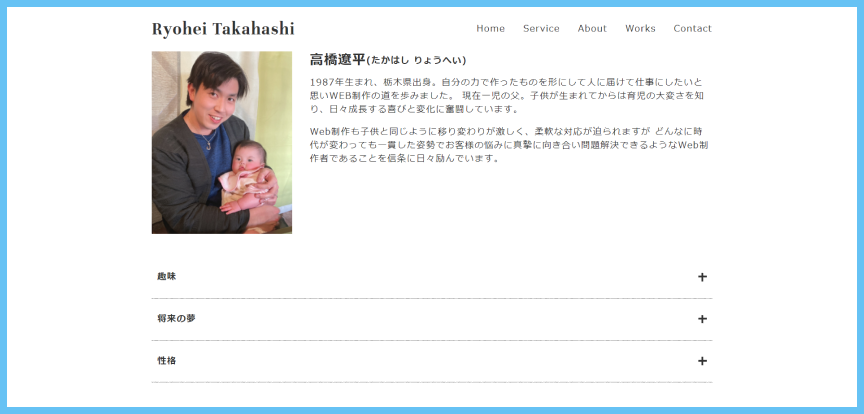 Ryohei Takahashi
Home Service About Works Contact
高橋遼平(たかはし りょうへい)
1987年生まれ、栃木県出身。自分の力で作ったものを形にして人に届けて仕事にしたいと
思いWEB制作の道を歩みました。 現在一児の父。子供が生まれてからは育児の大変さを知
り、日々成長する喜びと変化に奮闘しています。
Web制作も子供と同じように移り変わりが激しく、柔軟な対応が迫られますが どんなに時
代が変わっても一貫した姿勢でお客様の悩みに真摯に向き合い問題解決できるようなWeb制
作者であることを信条に日々励んでいます。
趣味 +
将来の夢 +
性格 +